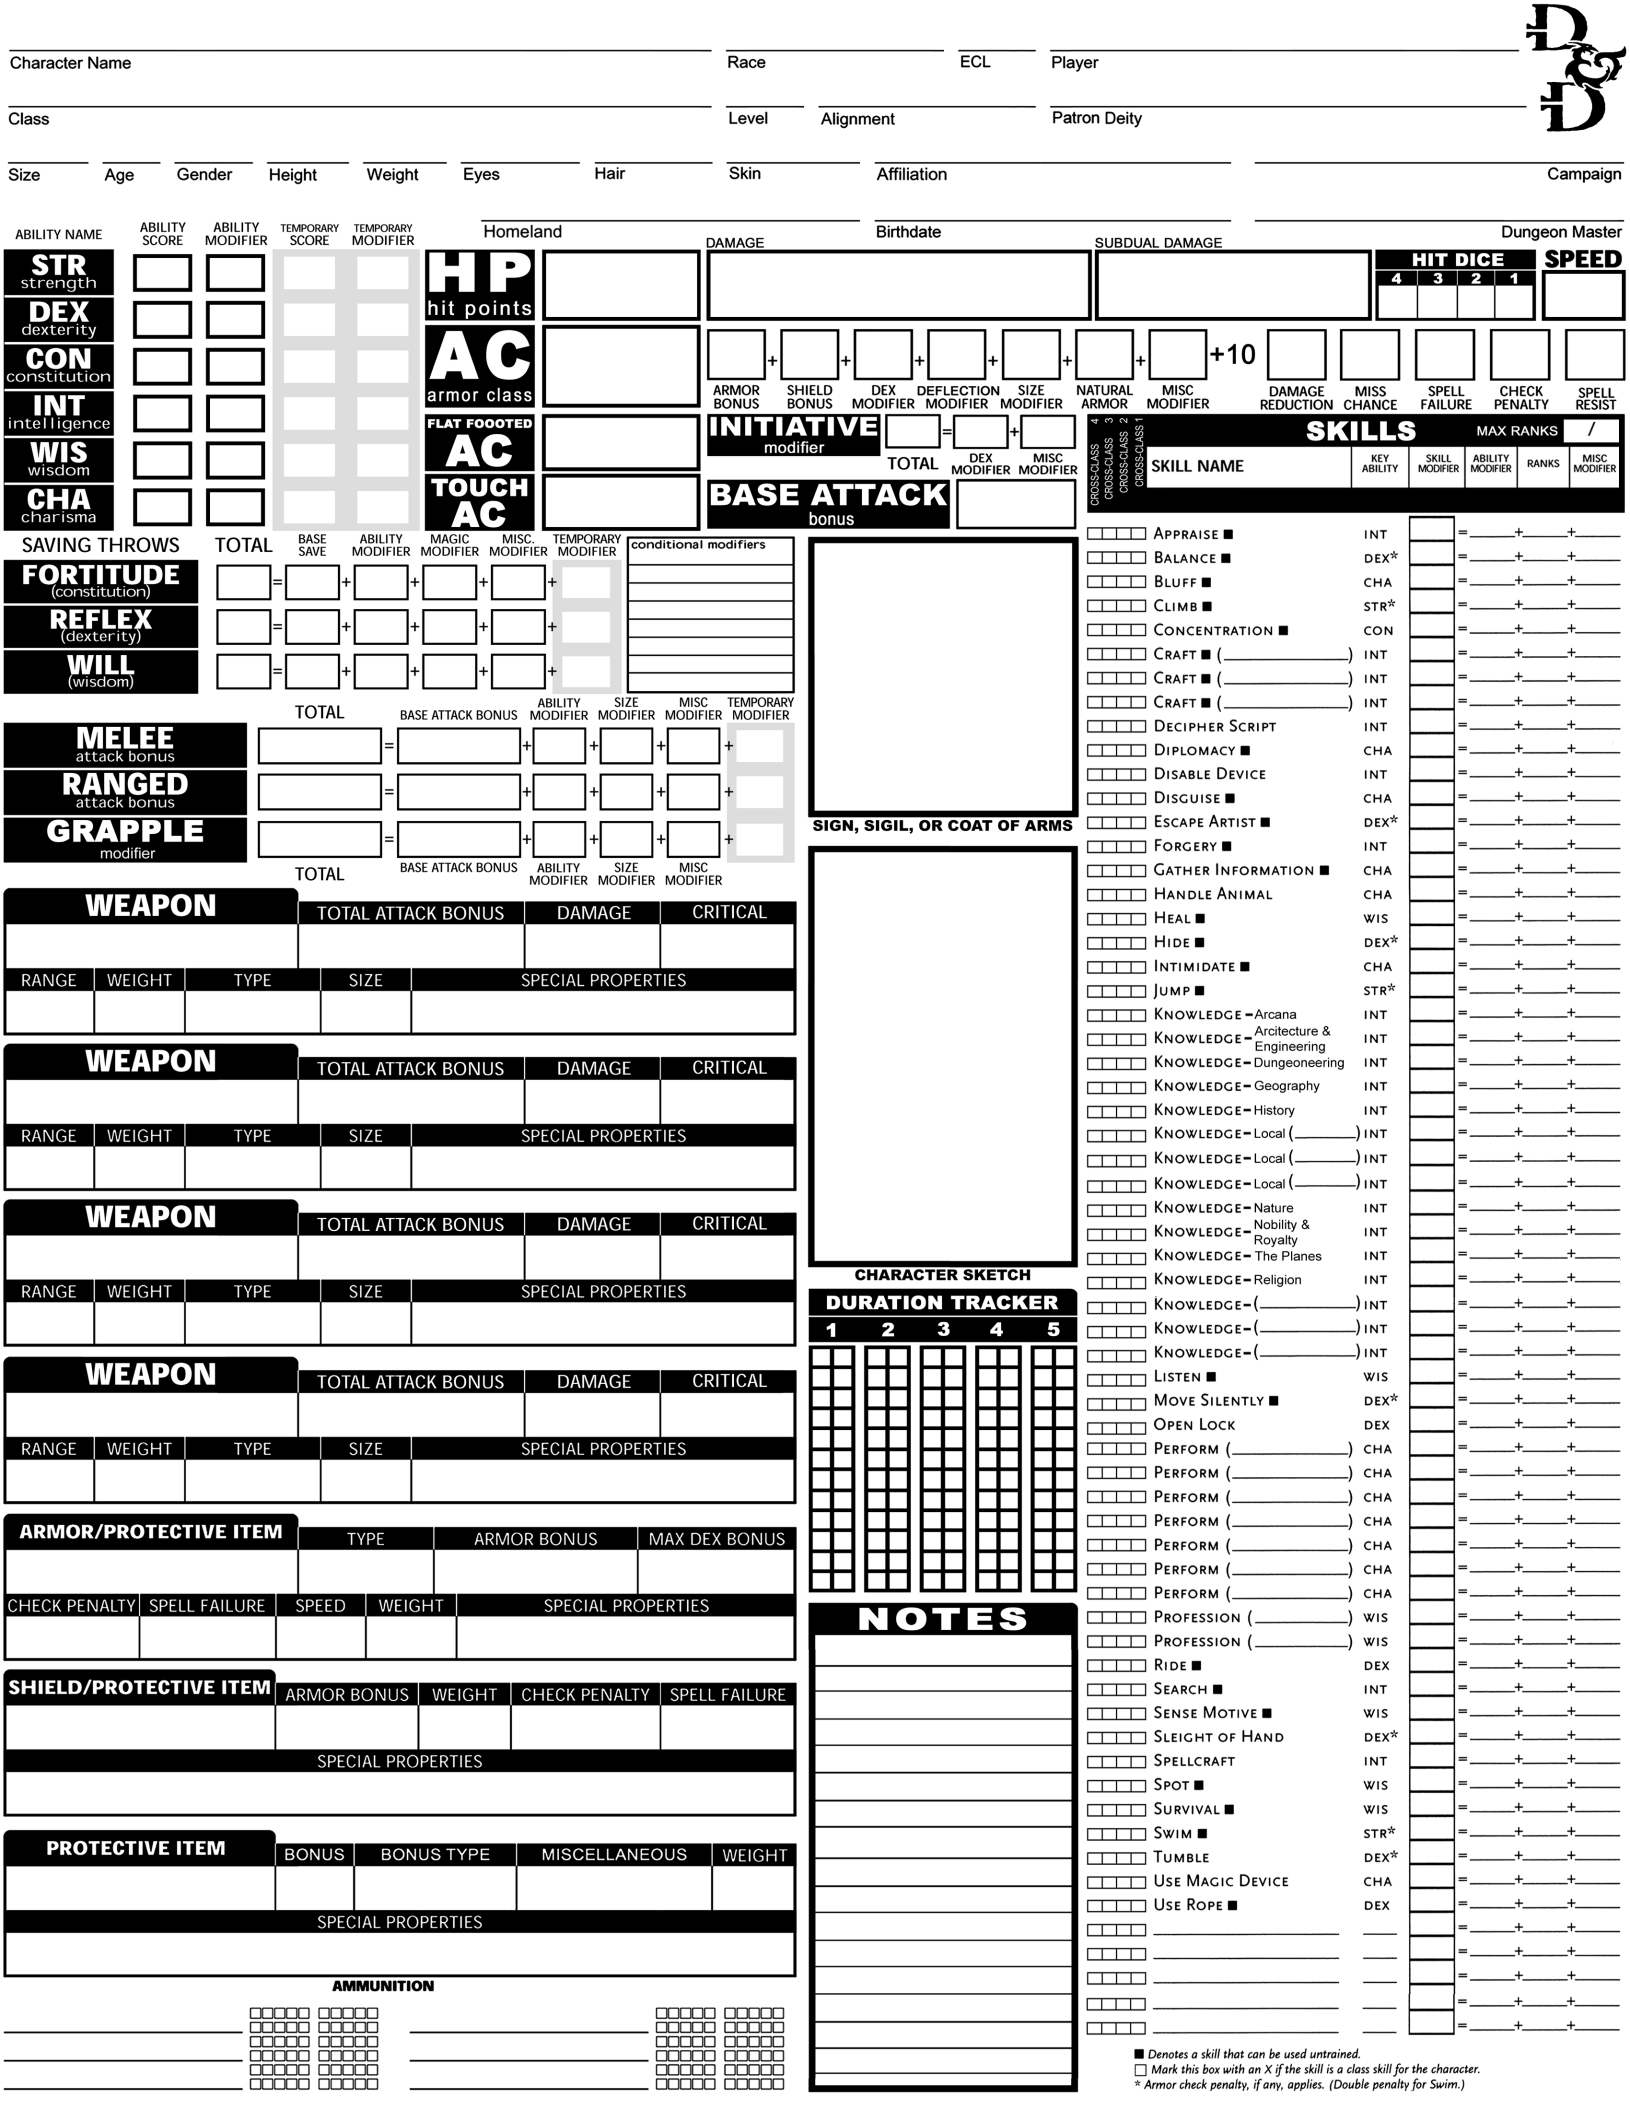 D&D
Character Name Race ECL Player
Class Level Alignment Patron Deity
Size Age Gender Height Weight Eyes Hair Skin Affiliation Campaign
Homeland Birthdate Dungeon Master
ABILITY NAME ABILITY SCORE ABILITY MODIFIER TEMPORARY SCORE TEMPORARY MODIFIER
STR
strength
DEX
dexterity
CON
constitution
INT
intelligence
WIS
wisdom
CHA
charisma
HP
hit points
DAMAGE
SUBDUAL DAMAGE
HIT DICE
4 3 2 1
SPEED
AC
armor class
+ + + + + + +10
ARMOR BONUS SHIELD BONUS DEX MODIFIER DEFLECTION MODIFIER SIZE MODIFIER NATURAL ARMOR MISC MODIFIER DAMAGE REDUCTION MISS CHANCE SPELL FAILURE CHECK PENALTY SPELL RESIST
FLAT FOOTED
AC
TOUCH
AC
INITIATIVE
modifier
= +
TOTAL DEX MODIFIER MISC MODIFIER
BASE ATTACK
bonus
SAVING THROWS TOTAL BASE SAVE ABILITY MODIFIER MAGIC MODIFIER MISC. MODIFIER TEMPORARY MODIFIER
FORTITUDE = + + + +
(constitution)
REFLEX = + + + +
(dexterity)
WILL = + + + +
(wisdom)
conditional modifiers
TOTAL BASE ATTACK BONUS ABILITY MODIFIER SIZE MODIFIER MISC MODIFIER TEMPORARY MODIFIER
MELEE = + + + +
attack bonus
RANGED = + + + +
attack bonus
GRAPPLE = + + + +
modifier
TOTAL BASE ATTACK BONUS ABILITY MODIFIER SIZE MODIFIER MISC MODIFIER
WEAPON TOTAL ATTACK BONUS DAMAGE CRITICAL
RANGE WEIGHT TYPE SIZE SPECIAL PROPERTIES
WEAPON TOTAL ATTACK BONUS DAMAGE CRITICAL
RANGE WEIGHT TYPE SIZE SPECIAL PROPERTIES
WEAPON TOTAL ATTACK BONUS DAMAGE CRITICAL
RANGE WEIGHT TYPE SIZE SPECIAL PROPERTIES
WEAPON TOTAL ATTACK BONUS DAMAGE CRITICAL
RANGE WEIGHT TYPE SIZE SPECIAL PROPERTIES
ARMOR/PROTECTIVE ITEM TYPE ARMOR BONUS MAX DEX BONUS
CHECK PENALTY SPELL FAILURE SPEED WEIGHT SPECIAL PROPERTIES
SHIELD/PROTECTIVE ITEM ARMOR BONUS WEIGHT CHECK PENALTY SPELL FAILURE
SPECIAL PROPERTIES
PROTECTIVE ITEM BONUS BONUS TYPE MISCELLANEOUS WEIGHT
SPECIAL PROPERTIES
AMMUNITION
SIGN, SIGIL, OR COAT OF ARMS
CHARACTER SKETCH
DURATION TRACKER
1 2 3 4 5
NOTES
SKILLS MAX RANKS /
CROSS-CLASS 4
CROSS-CLASS 3
CROSS-CLASS 2
CROSS-CLASS 1
SKILL NAME KEY ABILITY SKILL MODIFIER ABILITY MODIFIER RANKS MISC MODIFIER
APPRAISE ■ INT = + +
BALANCE ■ DEX* = + +
BLUFF ■ CHA = + +
CLIMB ■ STR* = + +
CONCENTRATION ■ CON = + +
CRAFT ■ ( ) INT = + +
CRAFT ■ ( ) INT = + +
CRAFT ■ ( ) INT = + +
DECIPHER SCRIPT INT = + +
DIPLOMACY ■ CHA = + +
DISABLE DEVICE INT = + +
DISGUISE ■ CHA = + +
ESCAPE ARTIST ■ DEX* = + +
FORGERY ■ INT = + +
GATHER INFORMATION ■ CHA = + +
HANDLE ANIMAL CHA = + +
HEAL ■ WIS = + +
HIDE ■ DEX* = + +
INTIMIDATE ■ CHA = + +
JUMP ■ STR* = + +
KNOWLEDGE-Arcana INT = + +
KNOWLEDGE-Arcitecture & Engineering INT = + +
KNOWLEDGE-Dungeoneering INT = + +
KNOWLEDGE-Geography INT = + +
KNOWLEDGE-History INT = + +
KNOWLEDGE-Local ( ) INT = + +
KNOWLEDGE-Local ( ) INT = + +
KNOWLEDGE-Local ( ) INT = + +
KNOWLEDGE-Nature INT = + +
KNOWLEDGE-Nobility & Royalty INT = + +
KNOWLEDGE-The Planes INT = + +
KNOWLEDGE-Religion INT = + +
KNOWLEDGE-( ) INT = + +
KNOWLEDGE-( ) INT = + +
KNOWLEDGE-( ) INT = + +
LISTEN ■ WIS = + +
MOVE SILENTLY ■ DEX* = + +
OPEN LOCK DEX = + +
PERFORM ( ) CHA = + +
PERFORM ( ) CHA = + +
PERFORM ( ) CHA = + +
PERFORM ( ) CHA = + +
PERFORM ( ) CHA = + +
PERFORM ( ) CHA = + +
PERFORM ( ) CHA = + +
PROFESSION ( ) WIS = + +
PROFESSION ( ) WIS = + +
RIDE ■ DEX = + +
SEARCH ■ INT = + +
SENSE MOTIVE ■ WIS = + +
SLEIGHT OF HAND DEX* = + +
SPELLCRAFT INT = + +
SPOT ■ WIS = + +
SURVIVAL ■ WIS = + +
SWIM ■ STR* = + +
TUMBLE DEX* = + +
USE MAGIC DEVICE CHA = + +
USE ROPE ■ DEX = + +
= + +
= + +
= + +
= + +
= + +
■ Denotes a skill that can be used untrained.
□ Mark this box with an X if the skill is a class skill for the character.
* Armor check penalty, if any, applies. (Double penalty for Swim.)